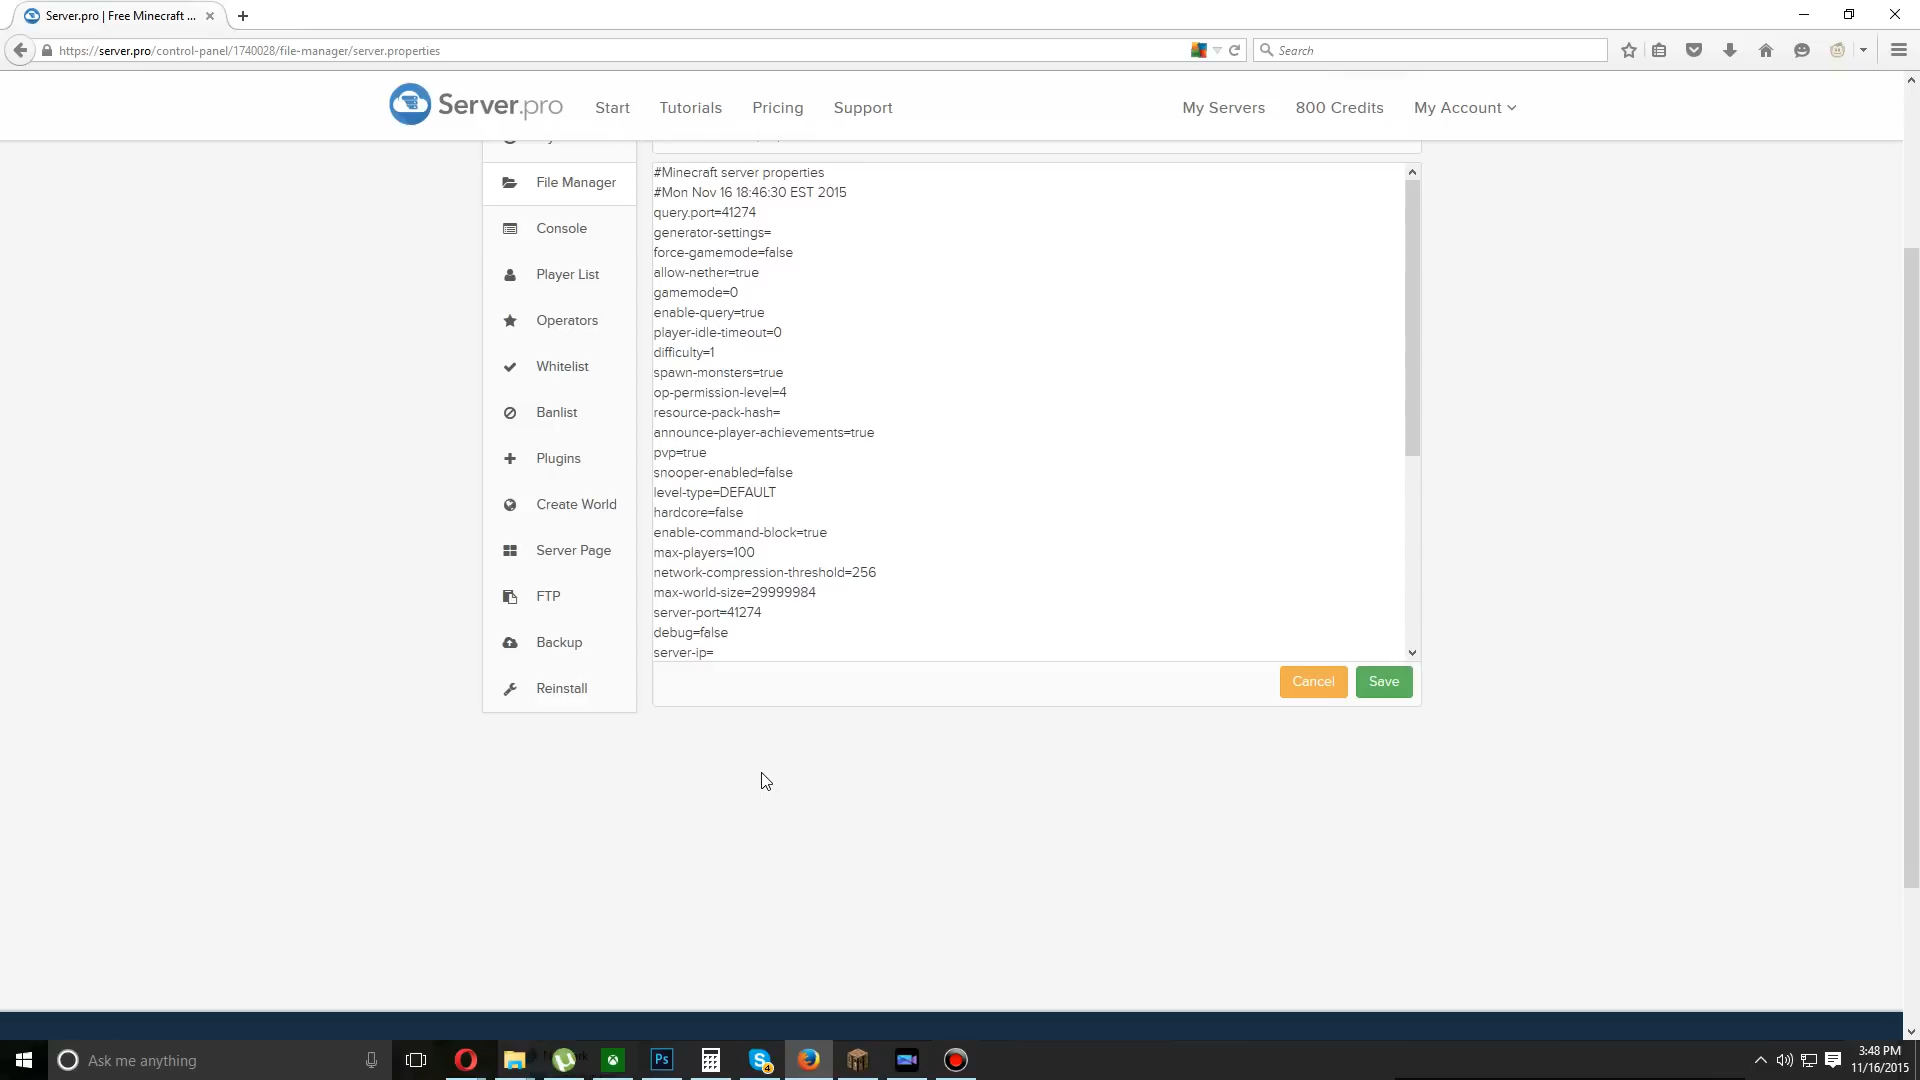 Server.pro | Free Minecraft ...
https://server.pro/control-panel/1740028/file-manager/server.properties
Search
Server.pro
Start
Tutorials
Pricing
Support
My Servers
800 Credits
My Account
File Manager
Console
Player List
Operators
Whitelist
Banlist
Plugins
Create World
Server Page
FTP
Backup
Reinstall
#Minecraft server properties
#Mon Nov 16 18:46:30 EST 2015
query.port=41274
generator-settings=
force-gamemode=false
allow-nether=true
gamemode=0
enable-query=true
player-idle-timeout=0
difficulty=1
spawn-monsters=true
op-permission-level=4
resource-pack-hash=
announce-player-achievements=true
pvp=true
snooper-enabled=false
level-type=DEFAULT
hardcore=false
enable-command-block=true
max-players=100
network-compression-threshold=256
max-world-size=29999984
server-port=41274
debug=false
server-ip=
Cancel
Save
Ask me anything
Ps
4
3:48 PM
11/16/2015